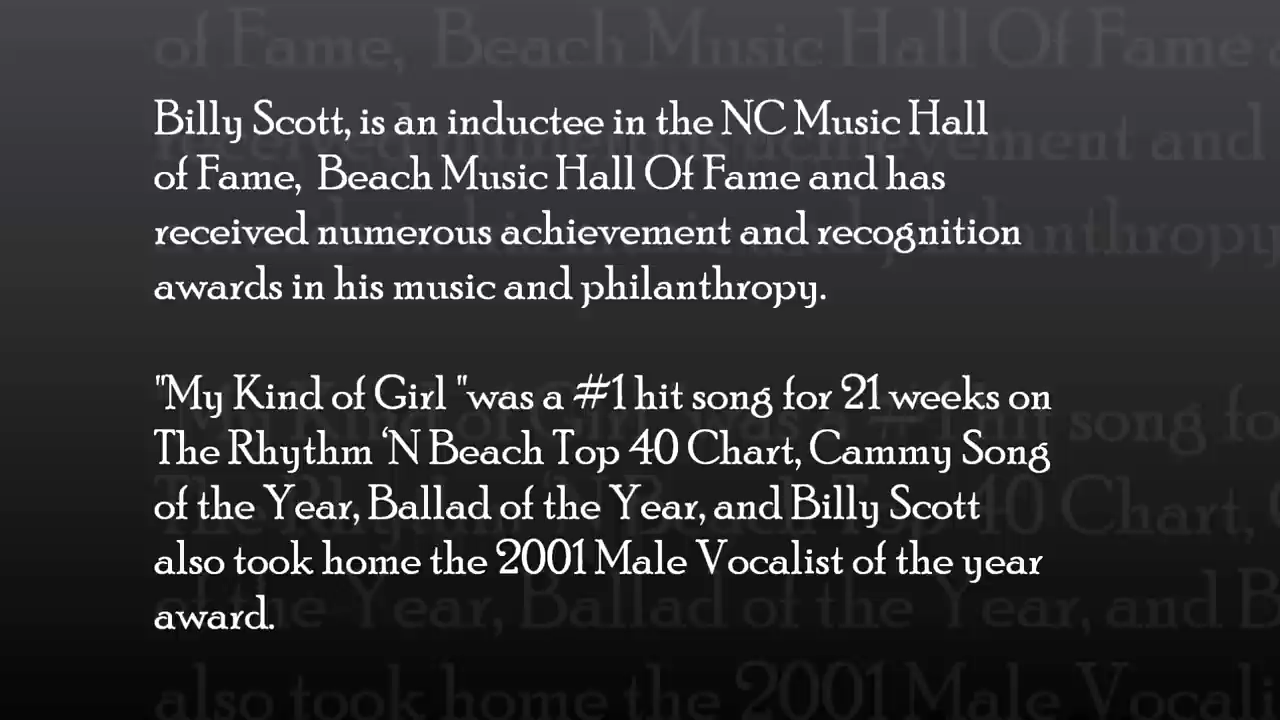 Billy Scott, is an inductee in the NC Music Hall
of Fame, Beach Music Hall Of Fame and has
received numerous achievement and recognition
awards in his music and philanthropy.
"My Kind of Girl "was a #1 hit song for 21 weeks on
The Rhythm ‘N Beach Top 40 Chart, Cammy Song
of the Year, Ballad of the Year, and Billy Scott
also took home the 2001 Male Vocalist of the year
award.